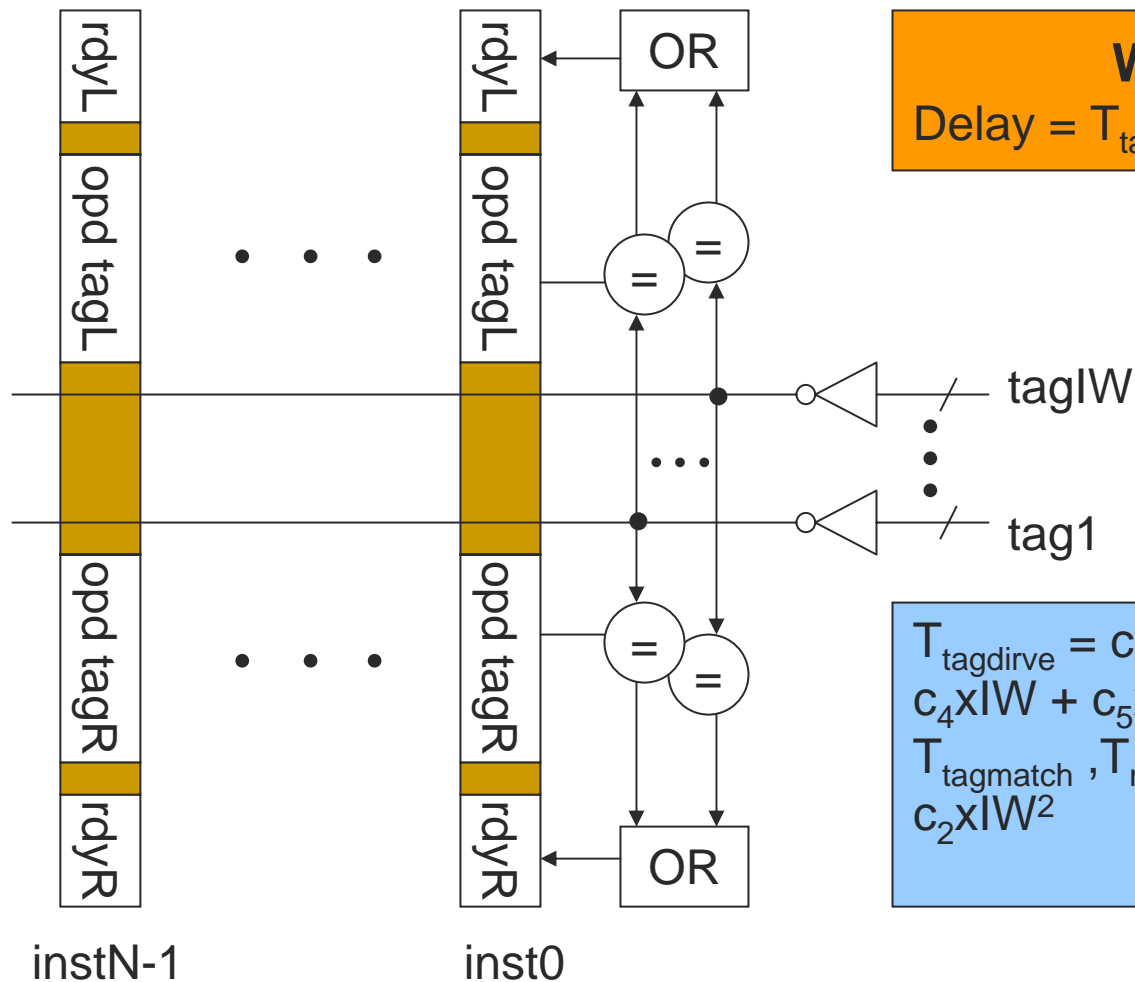 rdyL
rdyL
OR
Delay = T
opd tagL
opd tagL
=
=
tagIW
tag1
opd tagR
opd tagR
=
=
T_tagdirve = c
c₄xIW + c₅
T_tagmatch ,T
c₂xIW²
rdyR
rdyR
OR
instN-1
inst0